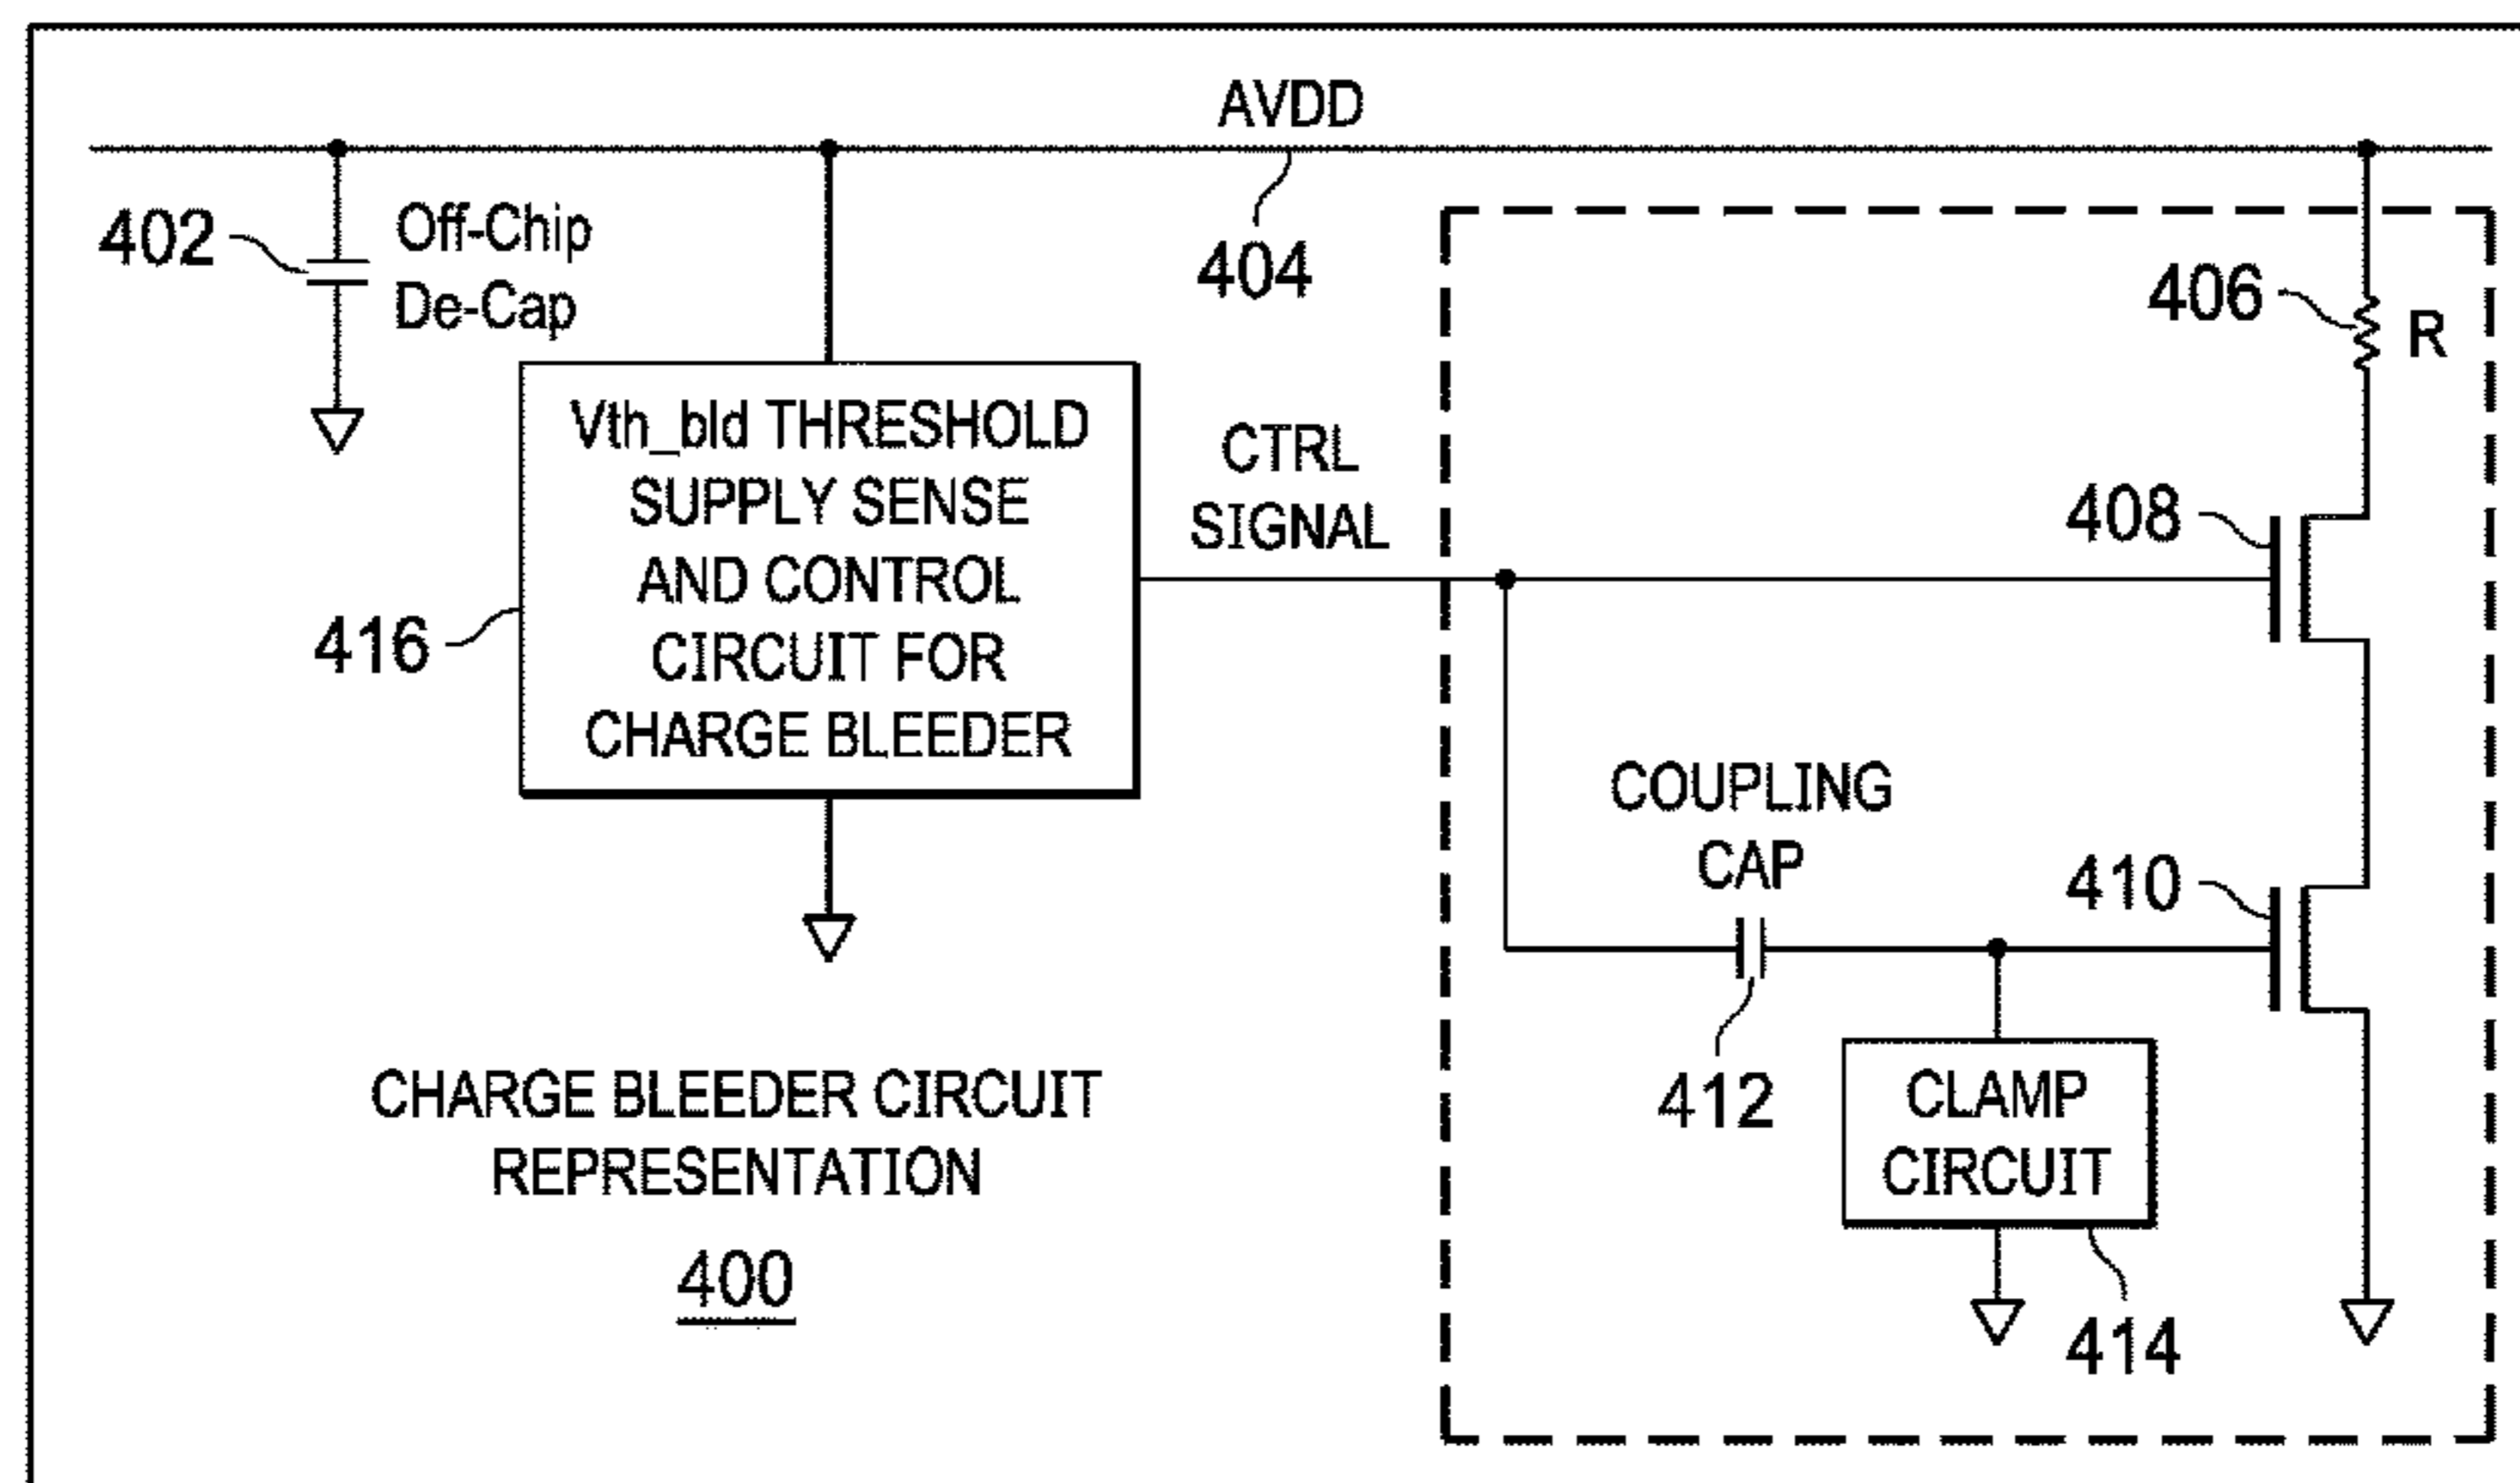 AVDD
404
402
Off-Chip
De-Cap
Vth_bld THRESHOLD
SUPPLY SENSE
AND CONTROL
CIRCUIT FOR
CHARGE BLEEDER
416
CTRL
SIGNAL
406
R
408
410
COUPLING
CAP
412
CLAMP
CIRCUIT
414
CHARGE BLEEDER CIRCUIT
REPRESENTATION
400